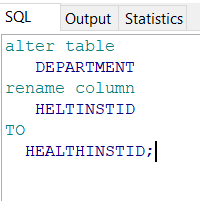 SQL Output Statistics
alter table
DEPARTMENT
rename column
HELTINSTID
TO
HEALTHINSTID;